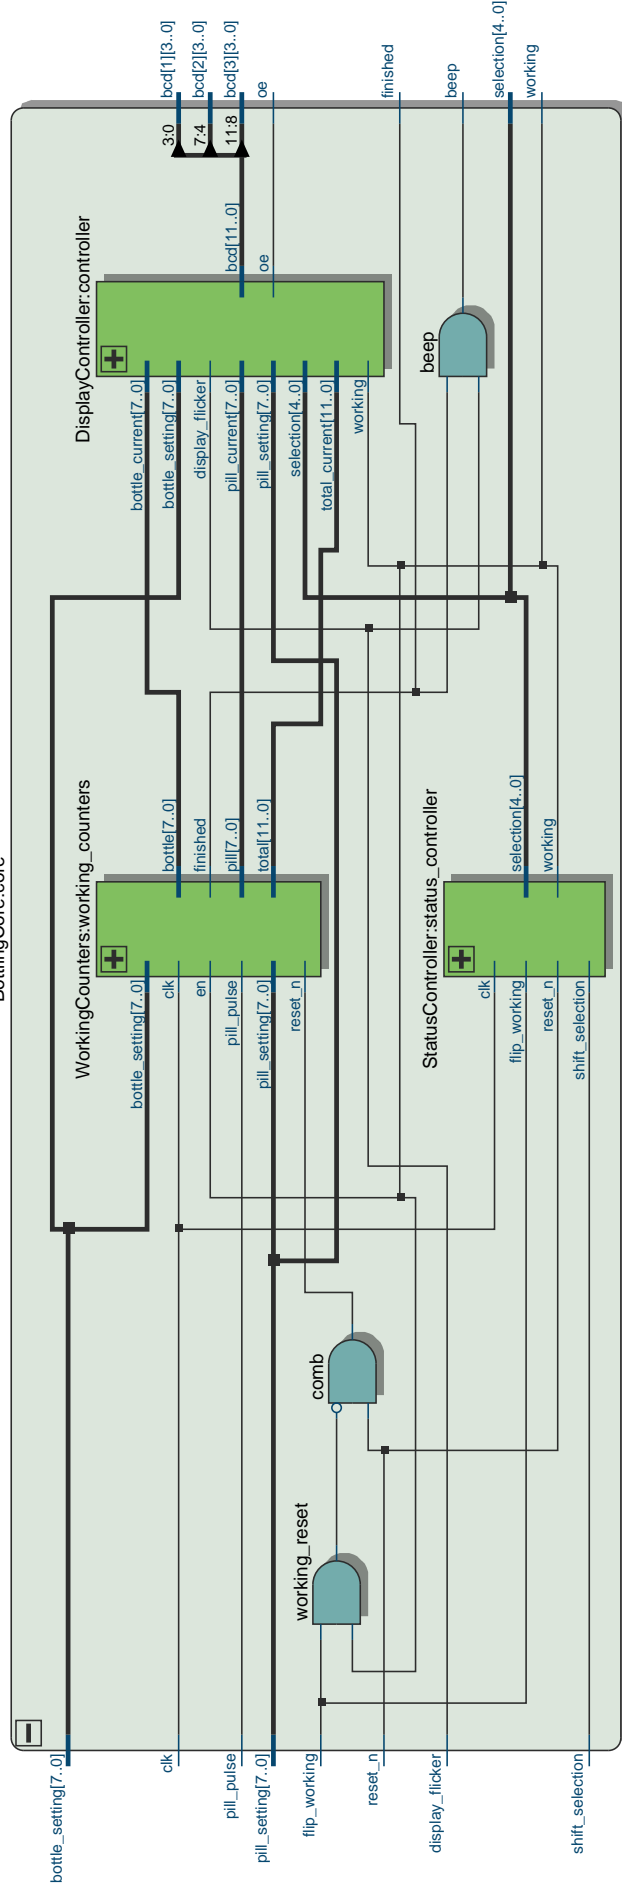 BottlingCore:core
bottle_setting[7..0]
clk
pill_pulse
pill_setting[7..0]
flip_working
reset_n
display_flicker
shift_selection
working_reset
comb
WorkingCounters:working_counters
bottle_setting[7..0]
clk
en
pill_pulse
pill_setting[7..0]
reset_n
bottle[7..0]
finished
pill[7..0]
total[11..0]
StatusController:status_controller
clk
flip_working
reset_n
shift_selection
selection[4..0]
working
DisplayController:controller
bottle_current[7..0]
bottle_setting[7..0]
display_flicker
pill_current[7..0]
pill_setting[7..0]
selection[4..0]
total_current[11..0]
working
bcd[11..0]
oe
beep
3:0
7:4
11:8
bcd[1][3..0]
bcd[2][3..0]
bcd[3][3..0]
oe
finished
beep
selection[4..0]
working